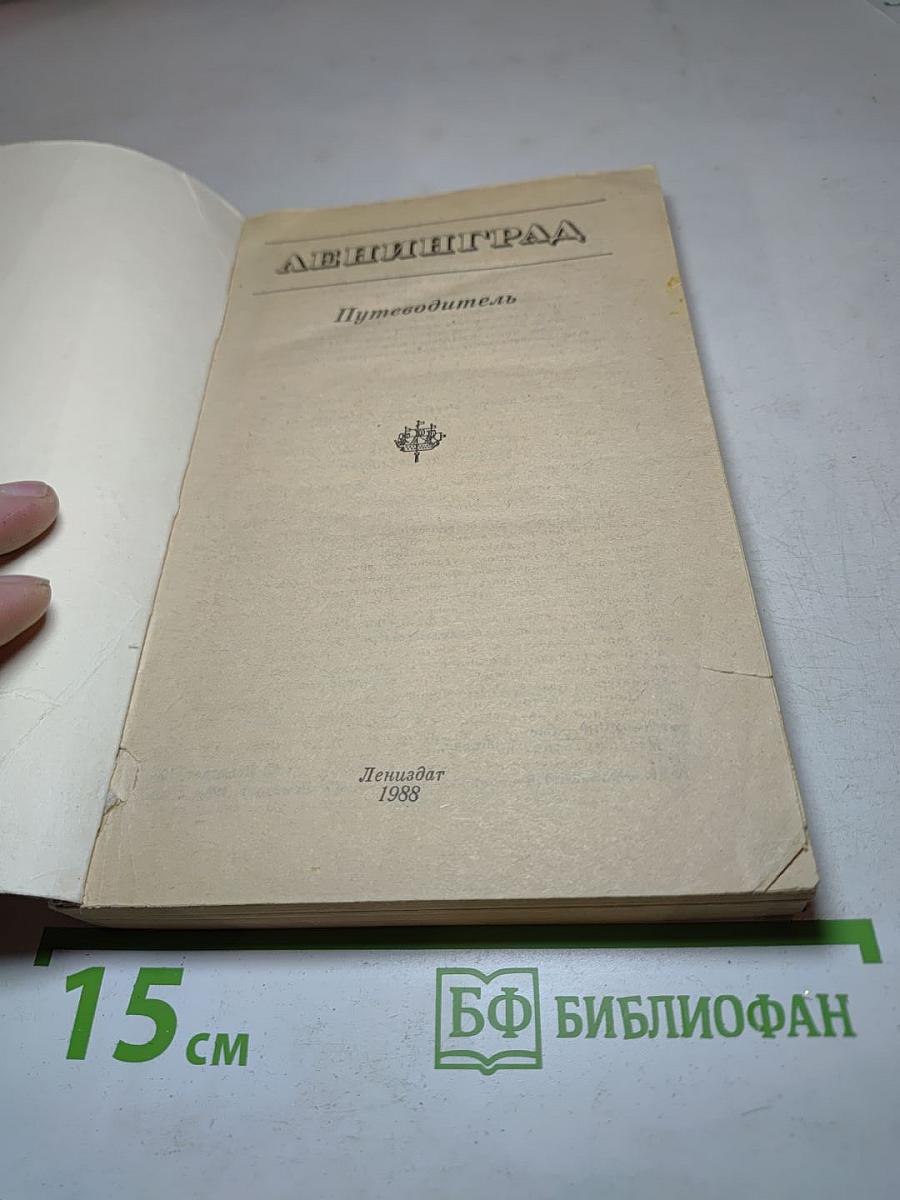 ЛЕНИНГРАД
Путеводитель
Лениздат
1988
15 см
БФ БИБЛИОФАН